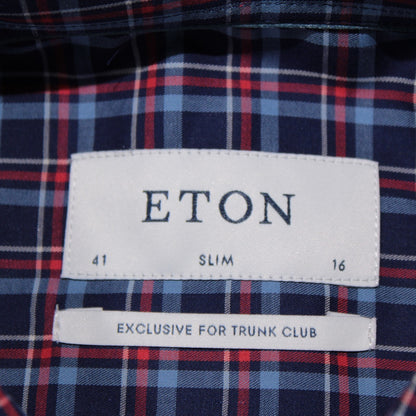 ETON
41 SLIM 16
EXCLUSIVE FOR TRUNK CLUB